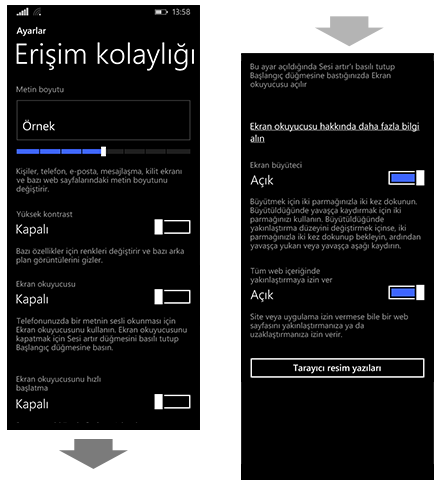 13:58
Ayarlar
Erişim kolaylığı
Metin boyutu
Örnek
Kişiler, telefon, e-posta, mesajlaşma, kilit ekranı
ve bazı web sayfalarındaki metin boyutunu
değiştirir.
Yüksek kontrast
Kapalı
Bazı özellikler için renkleri değiştirir ve bazı arka
plan görüntülerini gizler.
Ekran okuyucusu
Kapalı
Telefonunuzda bir metnin sesli okunması için
Ekran okuyucusunu kullanın. Ekran okuyucusunu
kapatmak için Sesi artır düğmesini basılı tutup
Başlangıç düğmesine basın.
Ekran okuyucusunu hızlı
başlatma
Kapalı
Bu ayar açıldığında Sesi artır'ı basılı tutup
Başlangıç düğmesine bastığınızda Ekran
okuyucusu açılır
Ekran okuyucusu hakkında daha fazla bilgi
alın
Ekran büyüteci
Açık
Büyütmek için iki parmağınızla iki kez dokunun.
Büyütüldüğünde yavaşça kaydırmak için iki
parmağınızı kullanın. Büyütüldüğünde
yakınlaştırma düzeyini değiştirmek içinse, iki
parmağınızla iki kez dokunup bekleyin, ardından
yavaşça yukarı veya yavaşça aşağı kaydırın.
Tüm web içeriğinde
yakınlaştırmaya izin ver
Açık
Site veya uygulama izin vermese bile bir web
sayfasını yakınlaştırmanıza ya da
uzaklaştırmanıza izin verir.
Tarayıcı resim yazıları